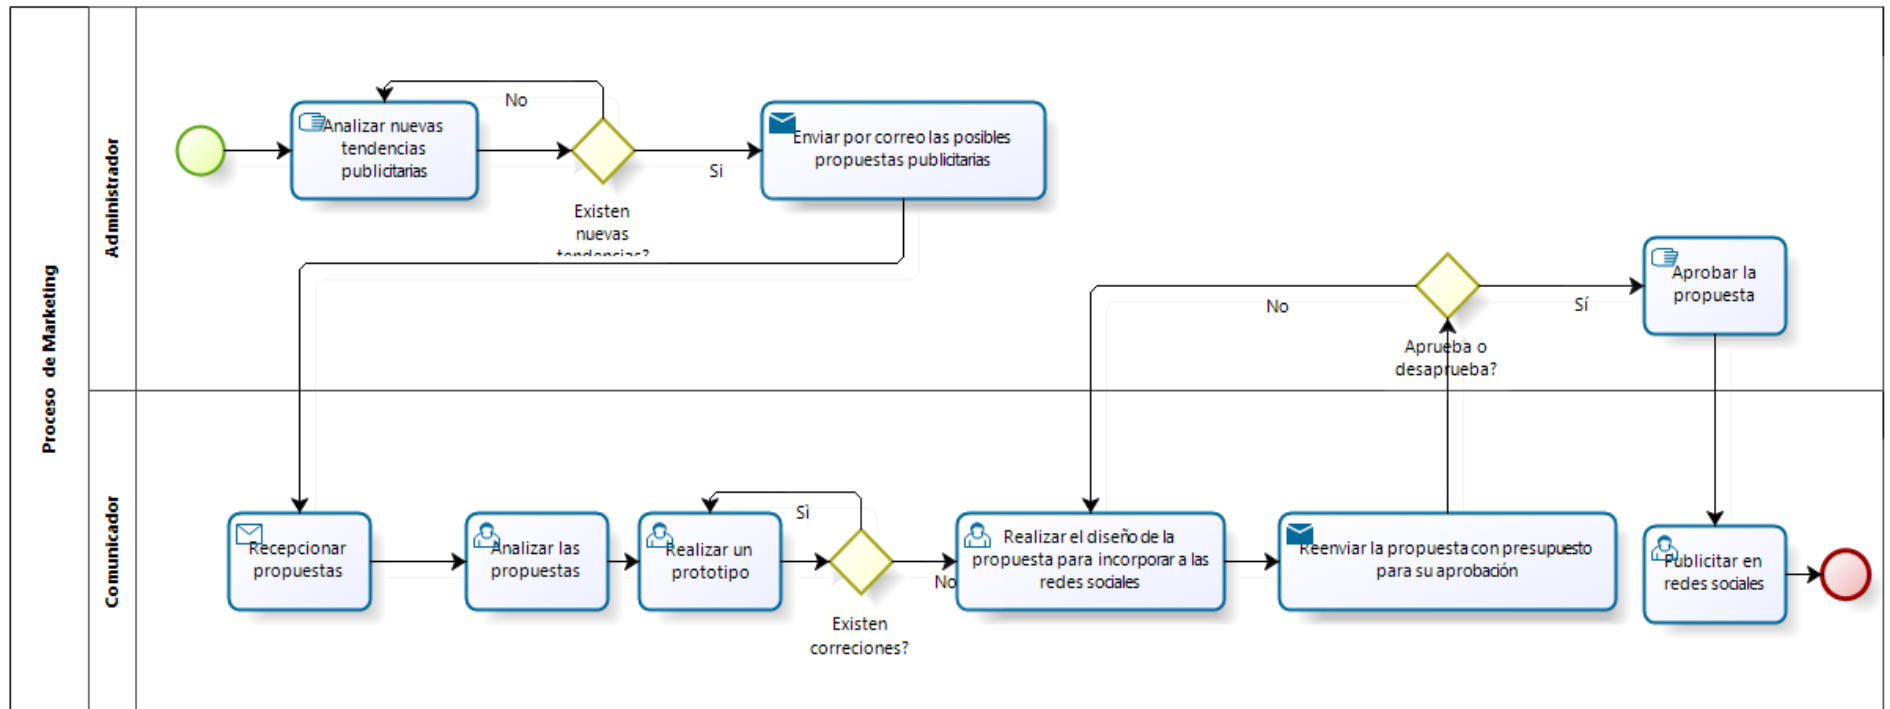 Proceso de Marketing
Administrador
Analizar nuevas
tendencias
publicitarias
No
Si
Existen
nuevas
tendencias?
Enviar por correo las posibles
propuestas publicitarias
No
Aprueba o
desaprueba?
Sí
Aprobar la
propuesta
Comunicador
Recepcionar
propuestas
Analizar las
propuestas
Realizar un
prototipo
Sì
Existen
correciones?
No
Realizar el diseño de la
propuesta para incorporar a las
redes sociales
Reenviar la propuesta con presupuesto
para su aprobación
Publicitar en
redes sociales